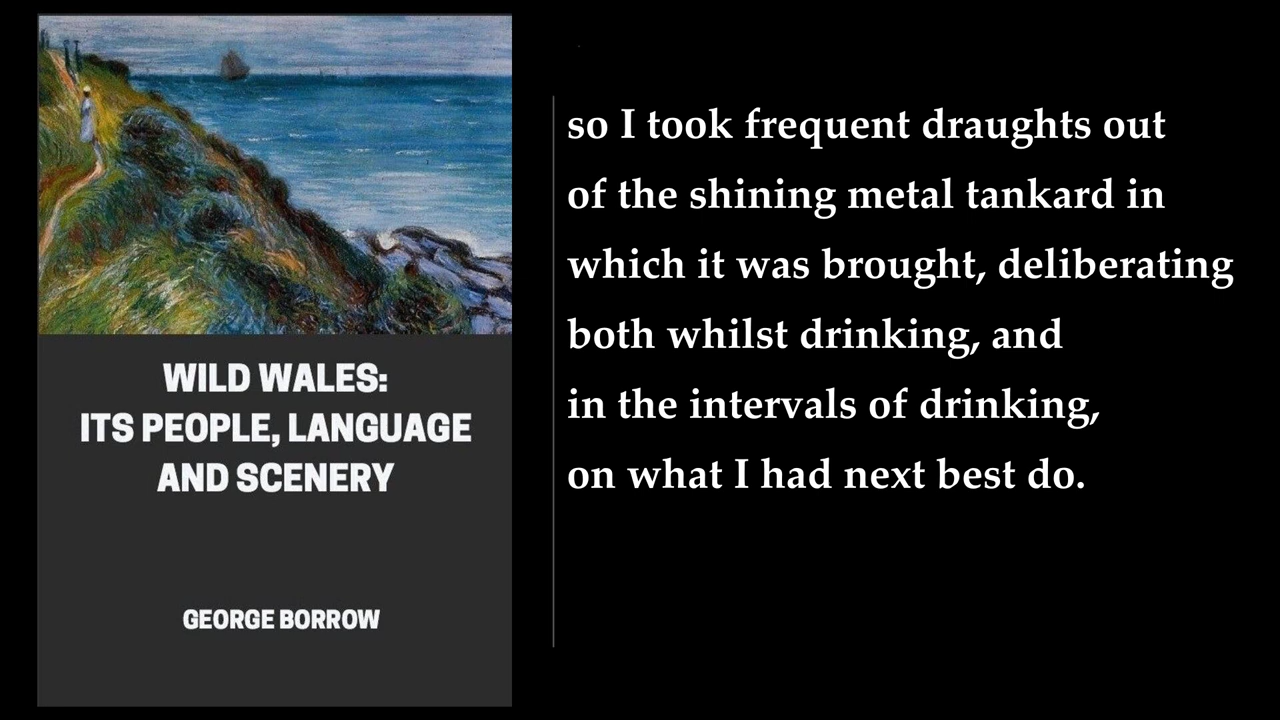 WILD WALES:
ITS PEOPLE, LANGUAGE
AND SCENERY
GEORGE BORROW
so I took frequent draughts out
of the shining metal tankard in
which it was brought, deliberating
both whilst drinking, and
in the intervals of drinking,
on what I had next best do.